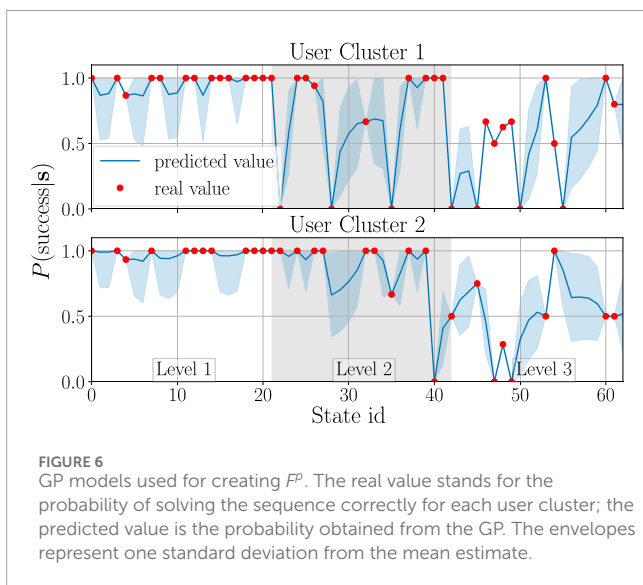 User Cluster 1
1.0
0.5
0.0
predicted value
real value
P(success|s)
User Cluster 2
1.0
0.5
0.0
Level 1
Level 2
Level 3
0 10 20 30 40 50 60
State id
FIGURE 6
GP models used for creating Fᵖ. The real value stands for the
probability of solving the sequence correctly for each user cluster; the
predicted value is the probability obtained from the GP. The envelopes
represent one standard deviation from the mean estimate.